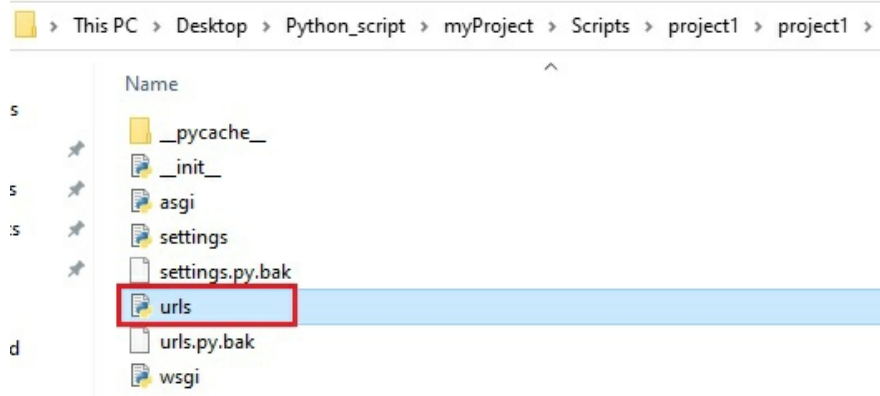 This PC > Desktop > Python_script > myProject > Scripts > project1 > project1 >
Name
s
__pycache__
__init__
asgi
s
settings
:s
settings.py.bak
urls
urls.py.bak
d
wsgi